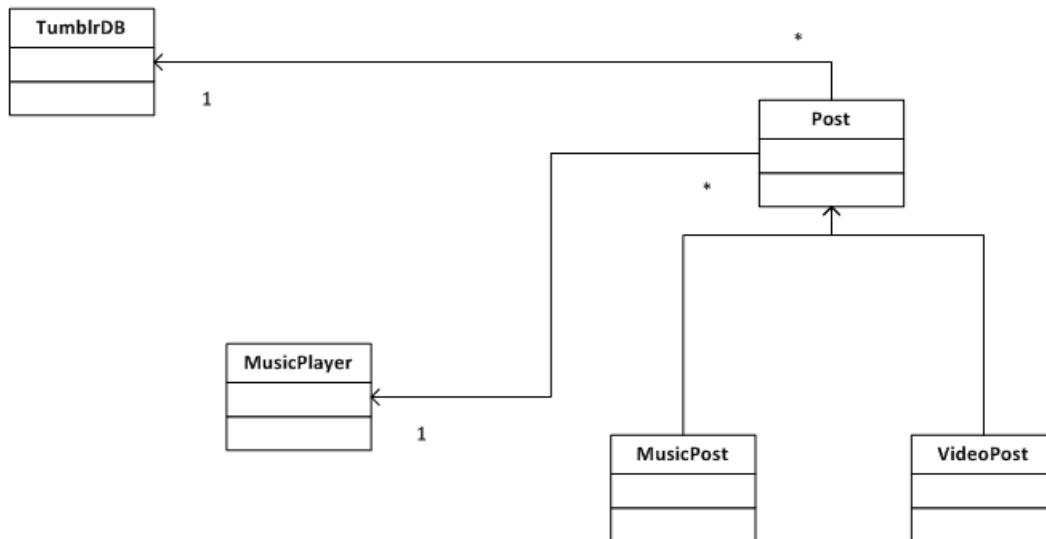 TumblrDB
*
1
Post
*
MusicPlayer
1
MusicPost
VideoPost